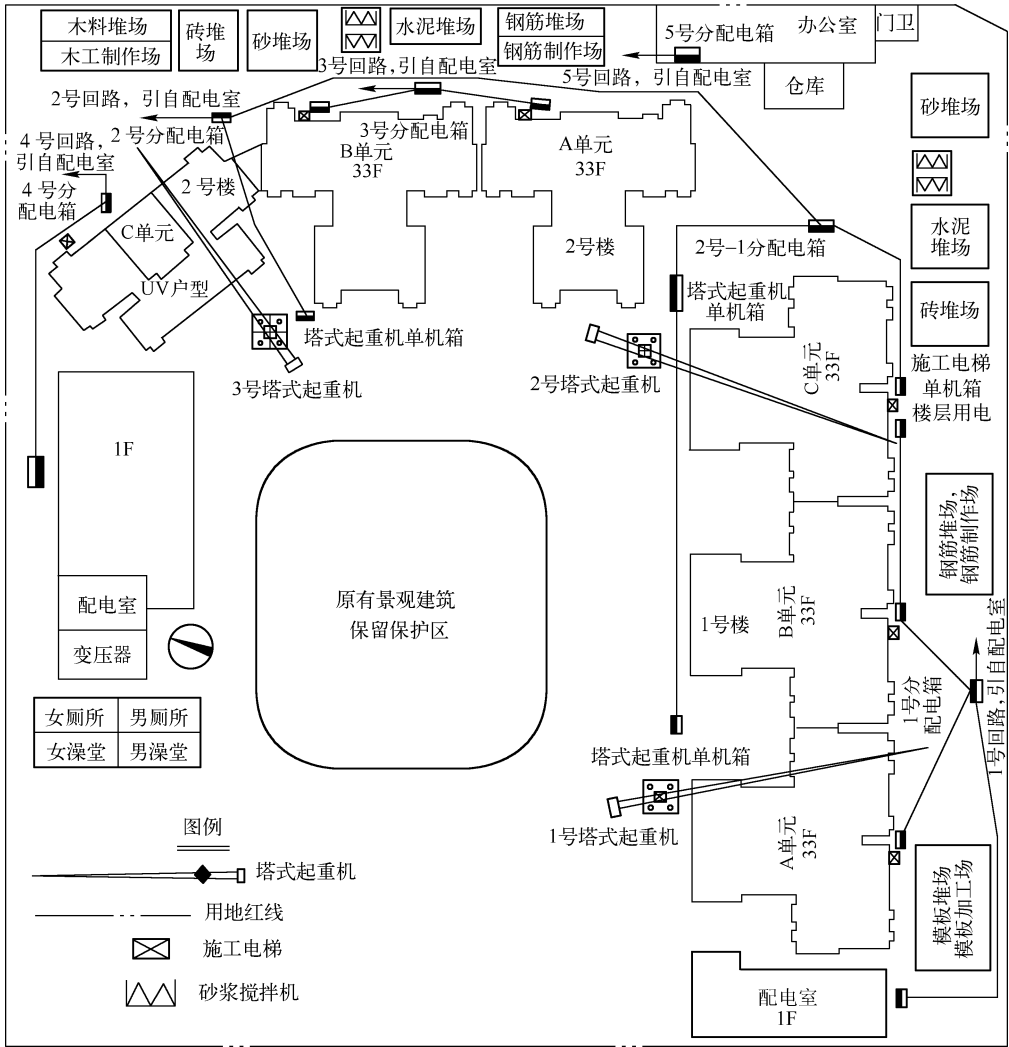 木料堆场
木工制作场
砖堆
场
砂堆场
水泥堆场
钢筋堆场
钢筋制作场
5号分配电箱
办公室
门卫
仓库
3号回路,引自配电室
5号回路，引自配电室
2号回路，引自配电室
2号分配电箱
3号分配电箱
4号回路,
引自配电室
4号分
配电箱
2号楼
C单元
UV户型
B单元
33F
A单元
33F
2号楼
砂堆场
水泥
堆场
砖堆场
2号-1分配电箱
塔式起重机
单机箱
塔式起重机单机箱
3号塔式起重机
2号塔式起重机
C单元
33F
施工电梯
单机箱
楼层用电
1F
原有景观建筑
保留保护区
钢筋堆场,
钢筋制作场
配电室
变压器
1号楼
B单元
33F
1号分
配电箱
1号回路,引自配电室
女厕所
男厕所
女澡堂
男澡堂
塔式起重机单机箱
1号塔式起重机
A单元
33F
模板堆场
模板加工场
配电室
1F
图例
塔式起重机
用地红线
施工电梯
砂浆搅拌机